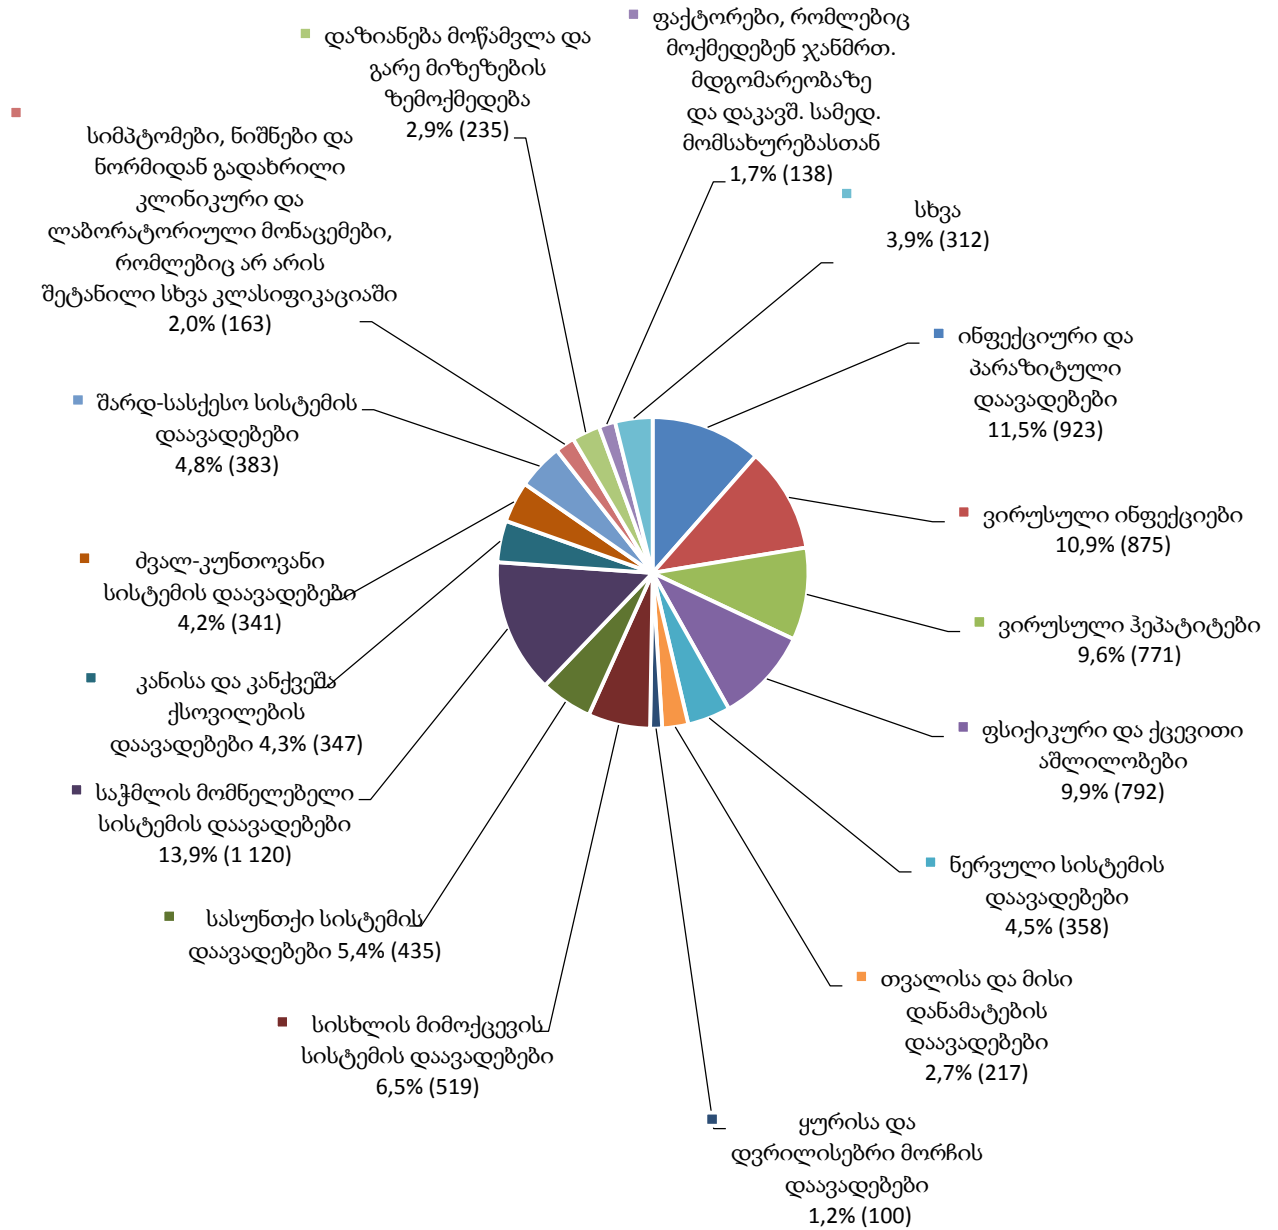 ფაქტორები, რომლებიც
მოქმედებენ ჯანმრთ.
მდგომარეობაზე
და დაკავშ. სამედ.
მომსახურებასთან
1,7% (138)
დაზიანება მოწამვლა და
გარე მიზეზების
ზემოქმედება
2,9% (235)
სიმპტომები, ნიშნები და
ნორმიდან გადახრილი
კლინიკური და
ლაბორატორიული მონაცემები,
რომლებიც არ არის
შეტანილი სხვა კლასიფიკაციაში
2,0% (163)
სხვა
3,9% (312)
ინფექციური და
პარაზიტული
დაავადებები
11,5% (923)
შარდ-სასქესო სისტემის
დაავადებები
4,8% (383)
ვირუსული ინფექციები
10,9% (875)
ძვალ-კუნთოვანი
სისტემის დაავადებები
4,2% (341)
ვირუსული ჰეპატიტები
9,6% (771)
კანისა და კანქვეშა
ქსოვილების
დაავადებები 4,3% (347)
ფსიქიკური და ქცევითი
აშლილობები
9,9% (792)
საჭმლის მომნელებელი
სისტემის დაავადებები
13,9% (1 120)
ნერვული სისტემის
დაავადებები
4,5% (358)
სასუნთქი სისტემის
დაავადებები 5,4% (435)
თვალისა და მისი
დანამატების
დაავადებები
2,7% (217)
სისხლის მიმოქცევის
სისტემის დაავადებები
6,5% (519)
ყურისა და
დვრილისებრი მორჩის
დაავადებები
1,2% (100)